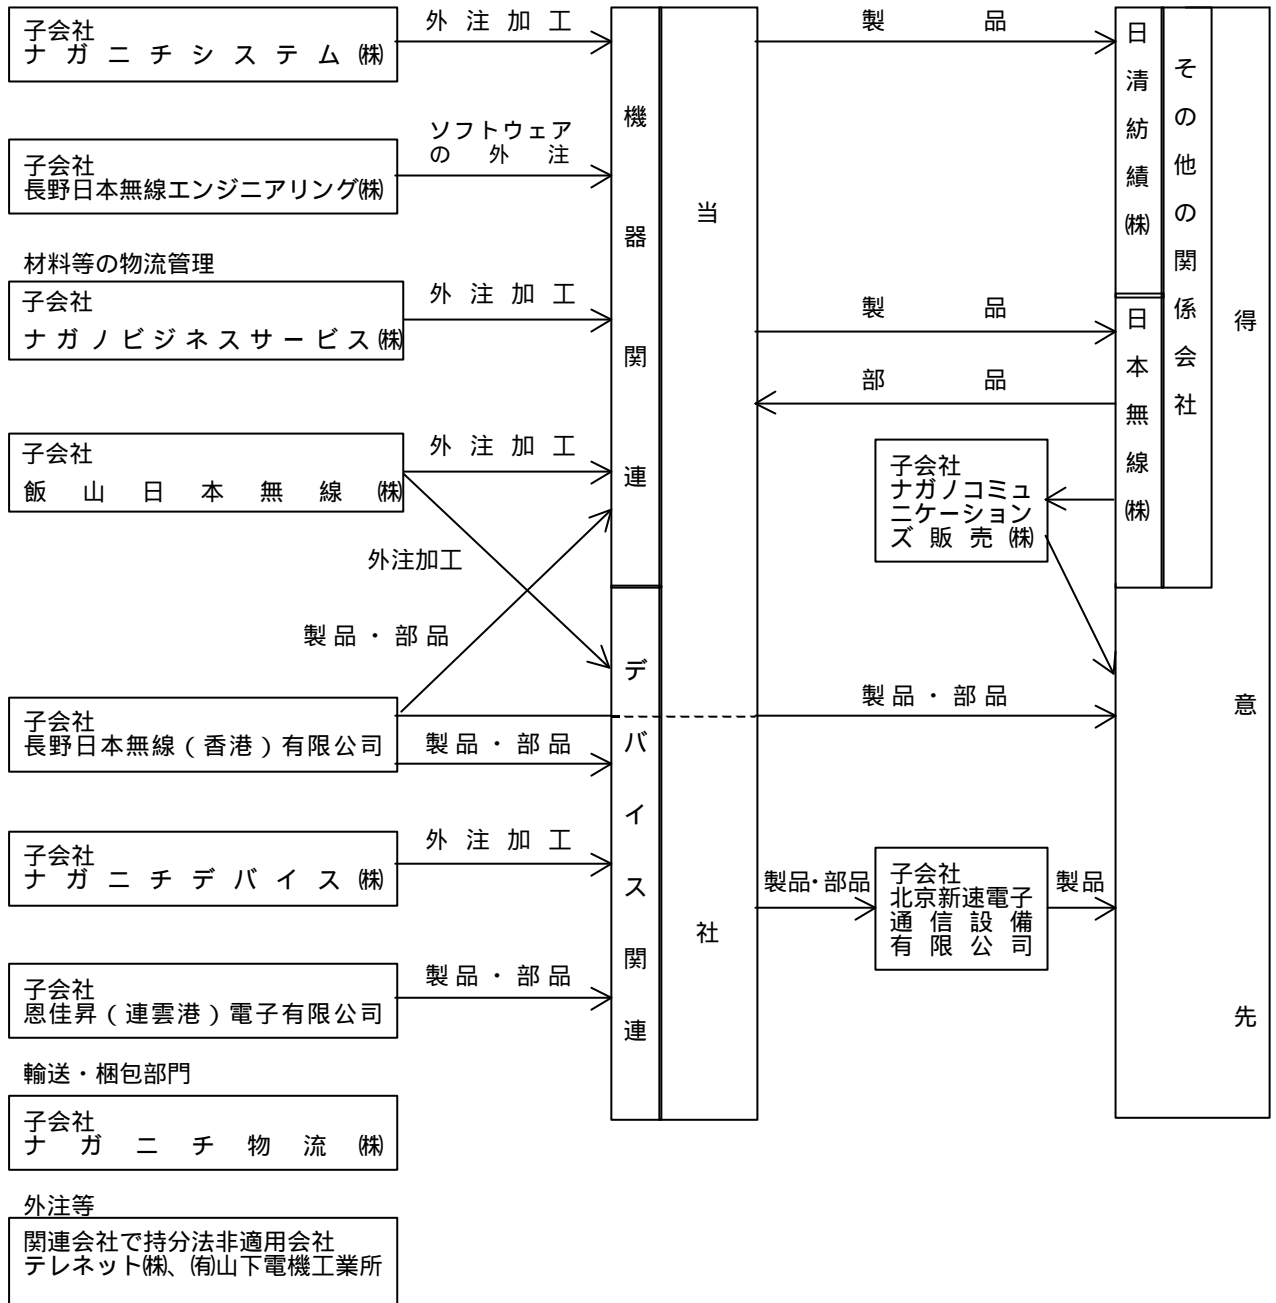 子会社
ナガニチシステム㈱
外注加工
子会社
長野日本無線エンジニアリング㈱
ソフトウェア
の外注
材料等の物流管理
子会社
ナガノビジネスサービス㈱
外注加工
子会社
飯山日本無線㈱
外注加工
外注加工
製品・部品
子会社
長野日本無線(香港)有限公司
製品・部品
子会社
ナガニチデバイス㈱
外注加工
子会社
恩佳昇(連雲港)電子有限公司
製品・部品
輸送・梱包部門
子会社
ナガニチ物流㈱
外注等
関連会社で持分法非適用会社
テレネット㈱、㈲山下電機工業所
機器関連
デバイス関連
当社
製品
製品
部品
子会社
ナガノコミュ
ニケーション
ズ販売㈱
製品・部品
製品・部品
子会社
北京新速電子
通信設備
有限公司
製品
日清紡績㈱
日本無線㈱
その他の関係会社
得意先